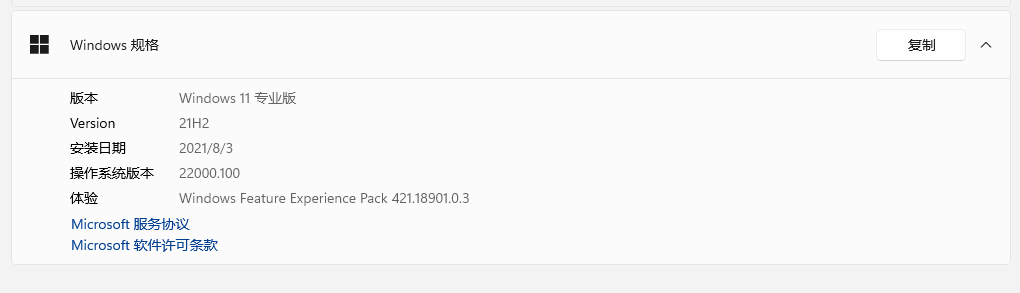 Windows 规格 复制
版本 Windows 11 专业版
Version 21H2
安装日期 2021/8/3
操作系统版本 22000.100
体验 Windows Feature Experience Pack 421.18901.0.3
Microsoft 服务协议
Microsoft 软件许可条款